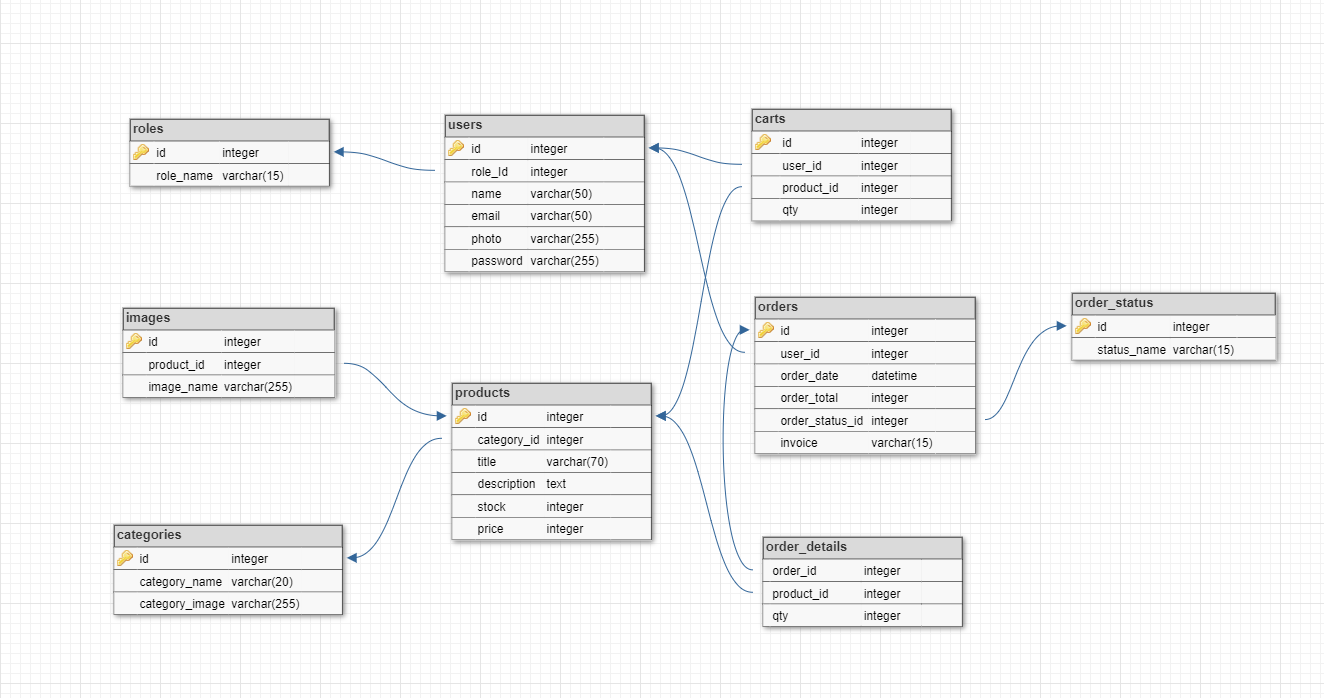 roles
id integer
role_name varchar(15)
users
id integer
role_Id integer
name varchar(50)
email varchar(50)
photo varchar(255)
password varchar(255)
carts
id integer
user_id integer
product_id integer
qty integer
images
id integer
product_id integer
image_name varchar(255)
products
id integer
category_id integer
title varchar(70)
description text
stock integer
price integer
orders
id integer
user_id integer
order_date datetime
order_total integer
order_status_id integer
invoice varchar(15)
order_status
id integer
status_name varchar(15)
categories
id integer
category_name varchar(20)
category_image varchar(255)
order_details
order_id integer
product_id integer
qty integer